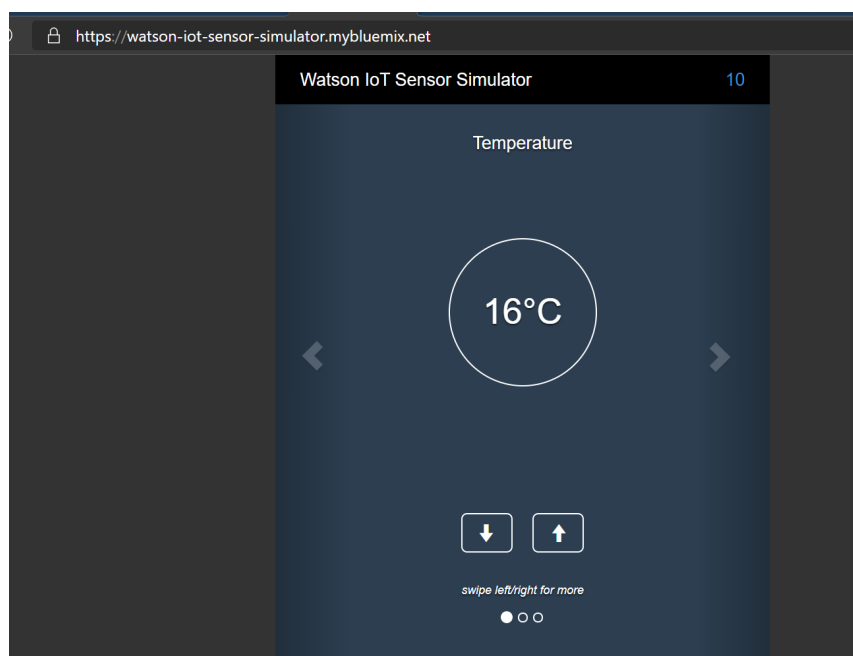 https://watson-iot-sensor-simulator.mybluemix.net
Watson IoT Sensor Simulator 10
Temperature
16°C
swipe left/right for more